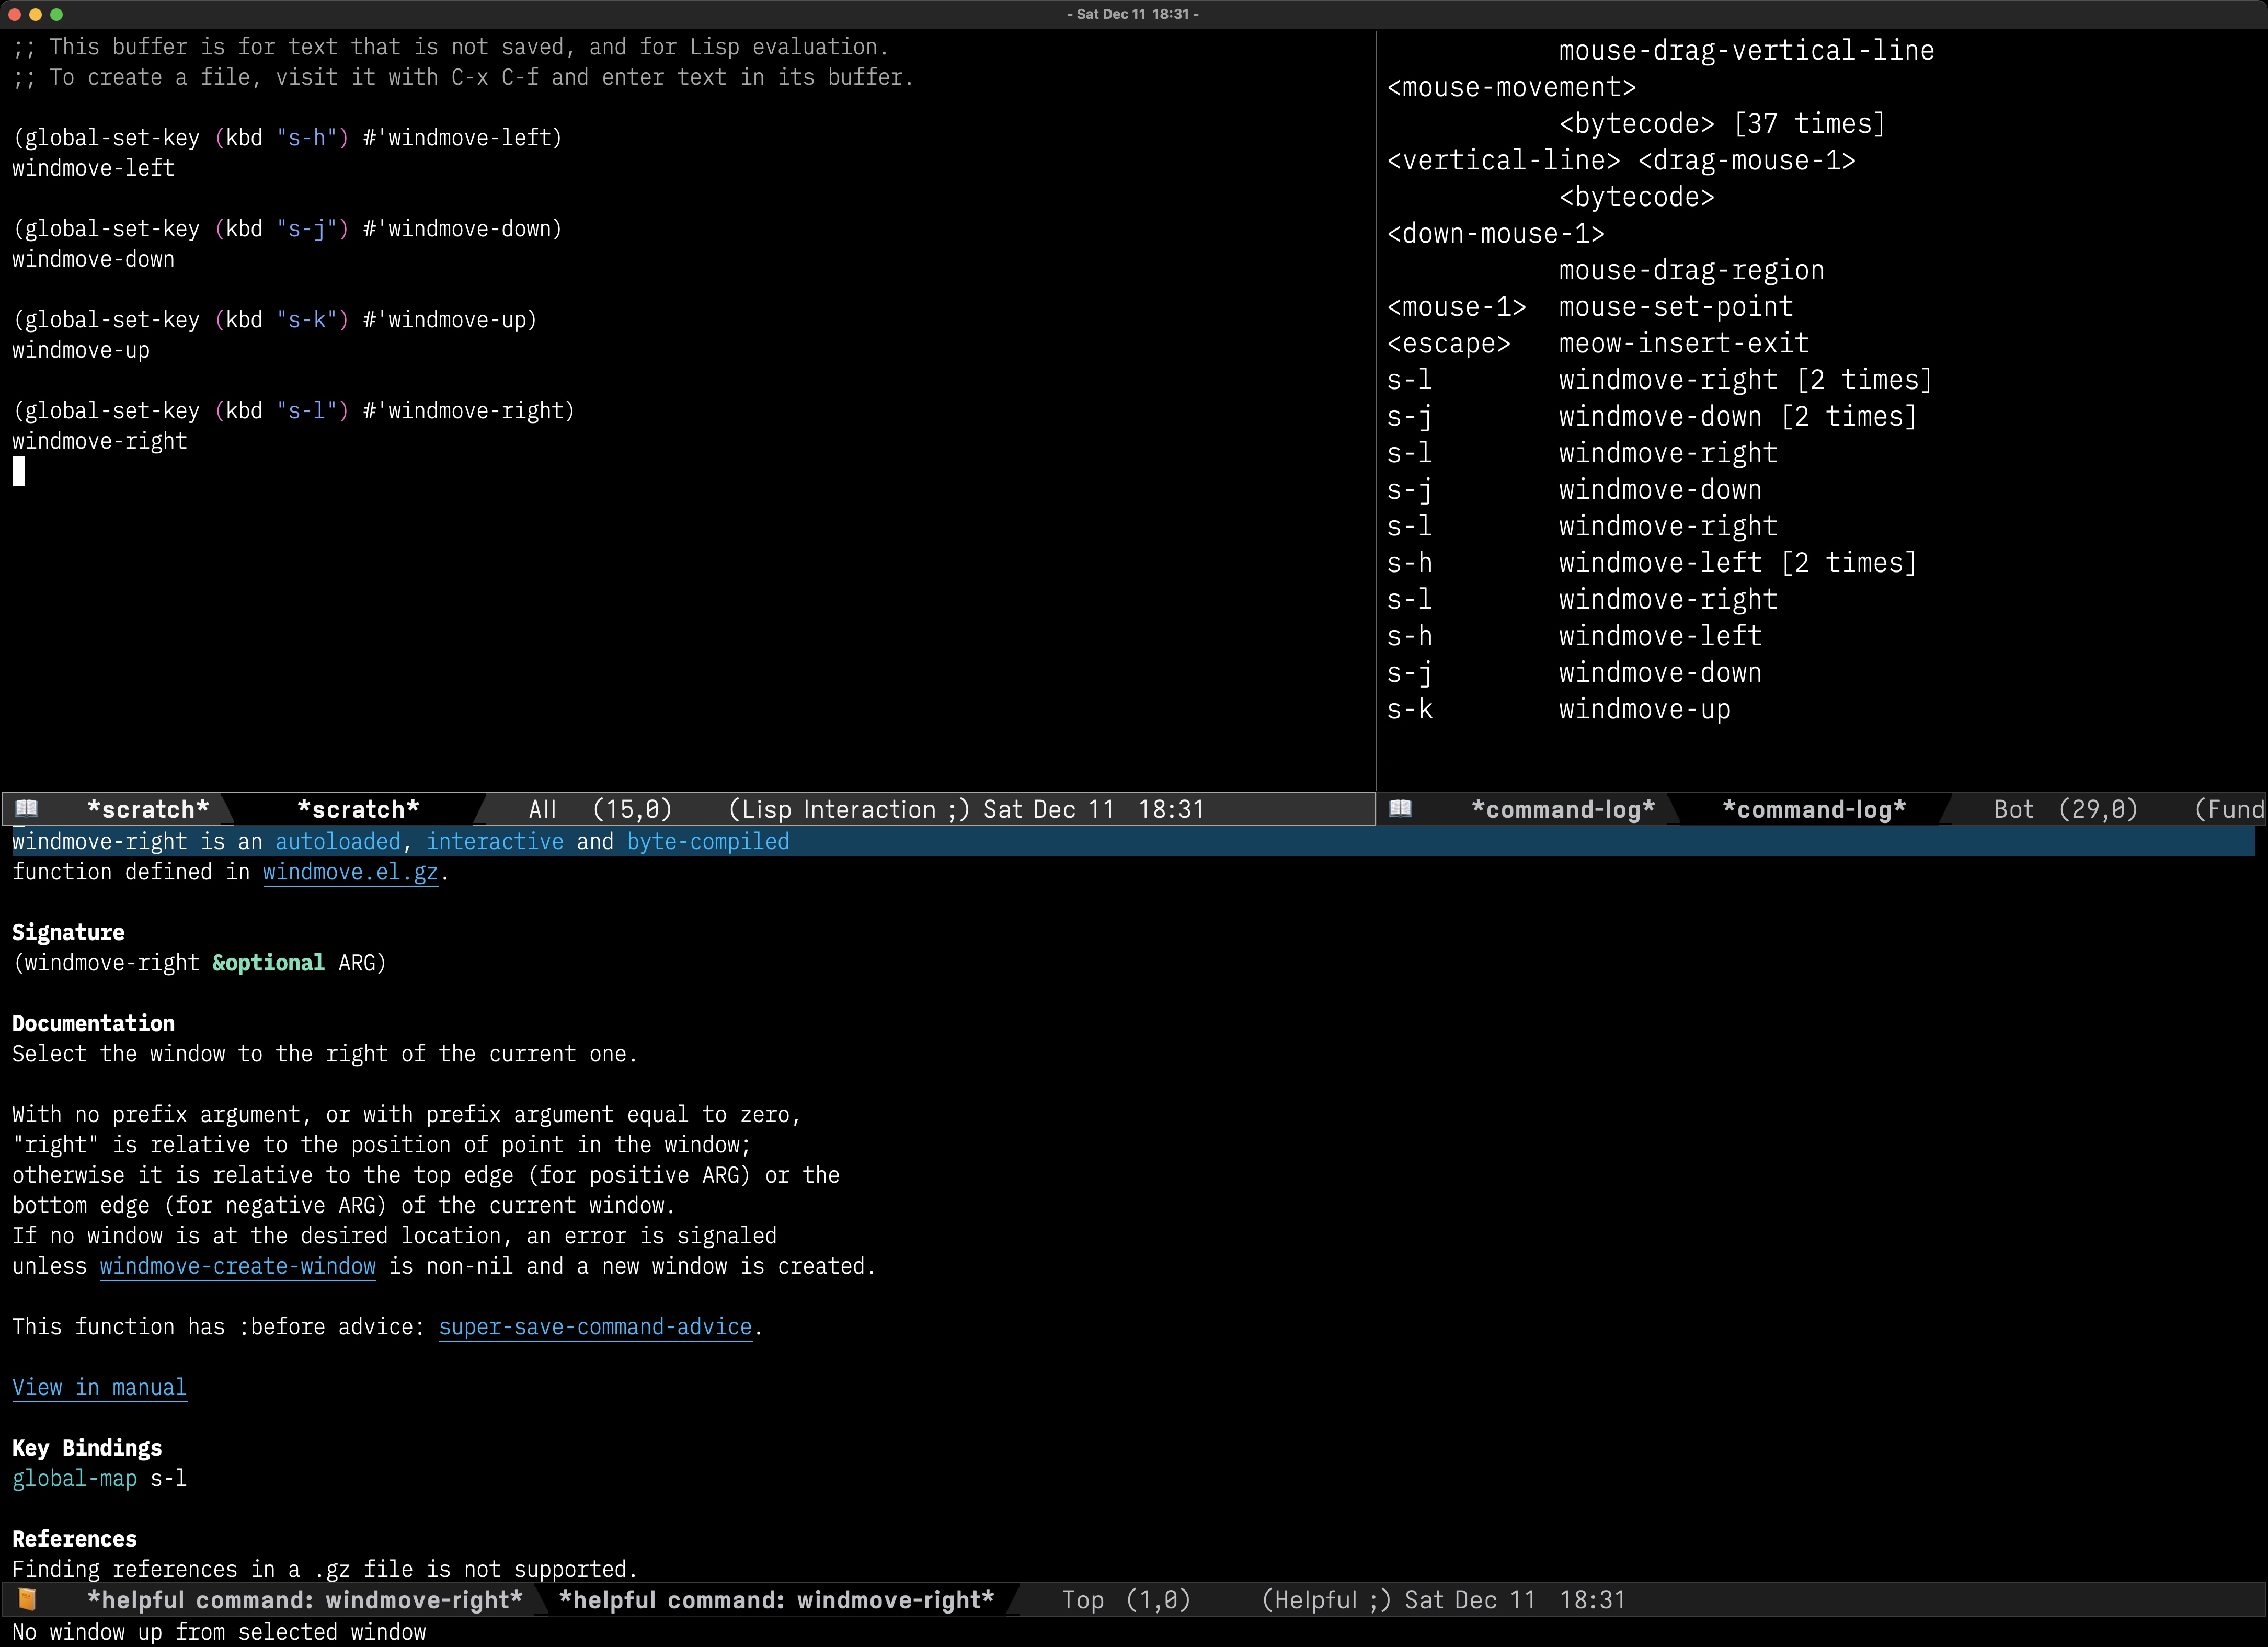 - Sat Dec 11 18:31 -
;; This buffer is for text that is not saved, and for Lisp evaluation.
;; To create a file, visit it with C-x C-f and enter text in its buffer.
(global-set-key (kbd "s-h") #'windmove-left)
windmove-left
(global-set-key (kbd "s-j") #'windmove-down)
windmove-down
(global-set-key (kbd "s-k") #'windmove-up)
windmove-up
(global-set-key (kbd "s-l") #'windmove-right)
windmove-right
mouse-drag-vertical-line
<mouse-movement>
<bytecode> [37 times]
<vertical-line> <drag-mouse-1>
<bytecode>
<down-mouse-1>
mouse-drag-region
<mouse-1> mouse-set-point
<escape> meow-insert-exit
s-l windmove-right [2 times]
s-j windmove-down [2 times]
s-l windmove-right
s-j windmove-down
s-l windmove-right
s-h windmove-left [2 times]
s-l windmove-right
s-h windmove-left
s-j windmove-down
s-k windmove-up
*scratch* *scratch* All (15,0) (Lisp Interaction ;) Sat Dec 11 18:31
*command-log* *command-log* Bot (29,0) (Fund
windmove-right is an autoloaded, interactive and byte-compiled
function defined in windmove.el.gz.
Signature
(windmove-right &optional ARG)
Documentation
Select the window to the right of the current one.
With no prefix argument, or with prefix argument equal to zero,
"right" is relative to the position of point in the window;
otherwise it is relative to the top edge (for positive ARG) or the
bottom edge (for negative ARG) of the current window.
If no window is at the desired location, an error is signaled
unless windmove-create-window is non-nil and a new window is created.
This function has :before advice: super-save-command-advice.
View in manual
Key Bindings
global-map s-l
References
Finding references in a .gz file is not supported.
*helpful command: windmove-right* *helpful command: windmove-right* Top (1,0) (Helpful ;) Sat Dec 11 18:31
No window up from selected window